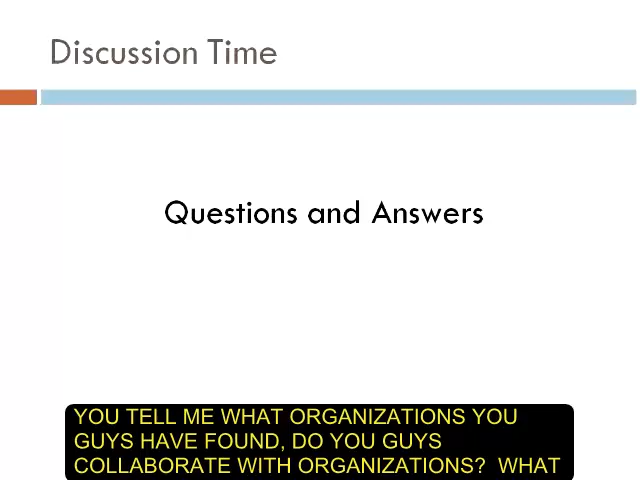 Discussion Time
Questions and Answers
YOU TELL ME WHAT ORGANIZATIONS YOU
GUYS HAVE FOUND, DO YOU GUYS
COLLABORATE WITH ORGANIZATIONS?  WHAT